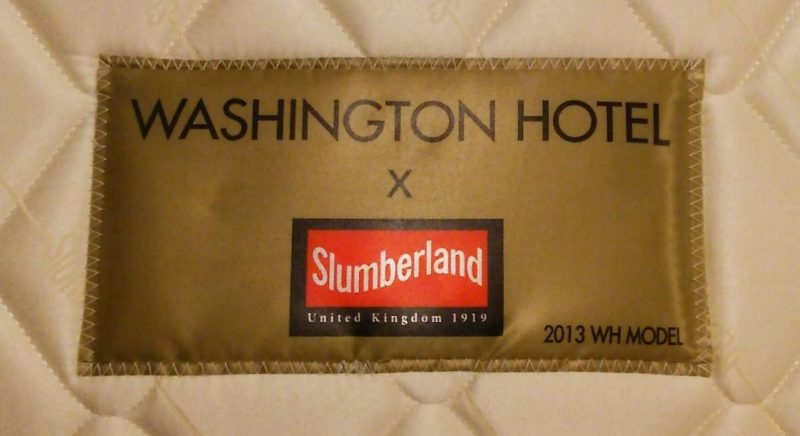 WASHINGTON HOTEL
X
Slumberland
United Kingdom 1919
2013 WH MODEL